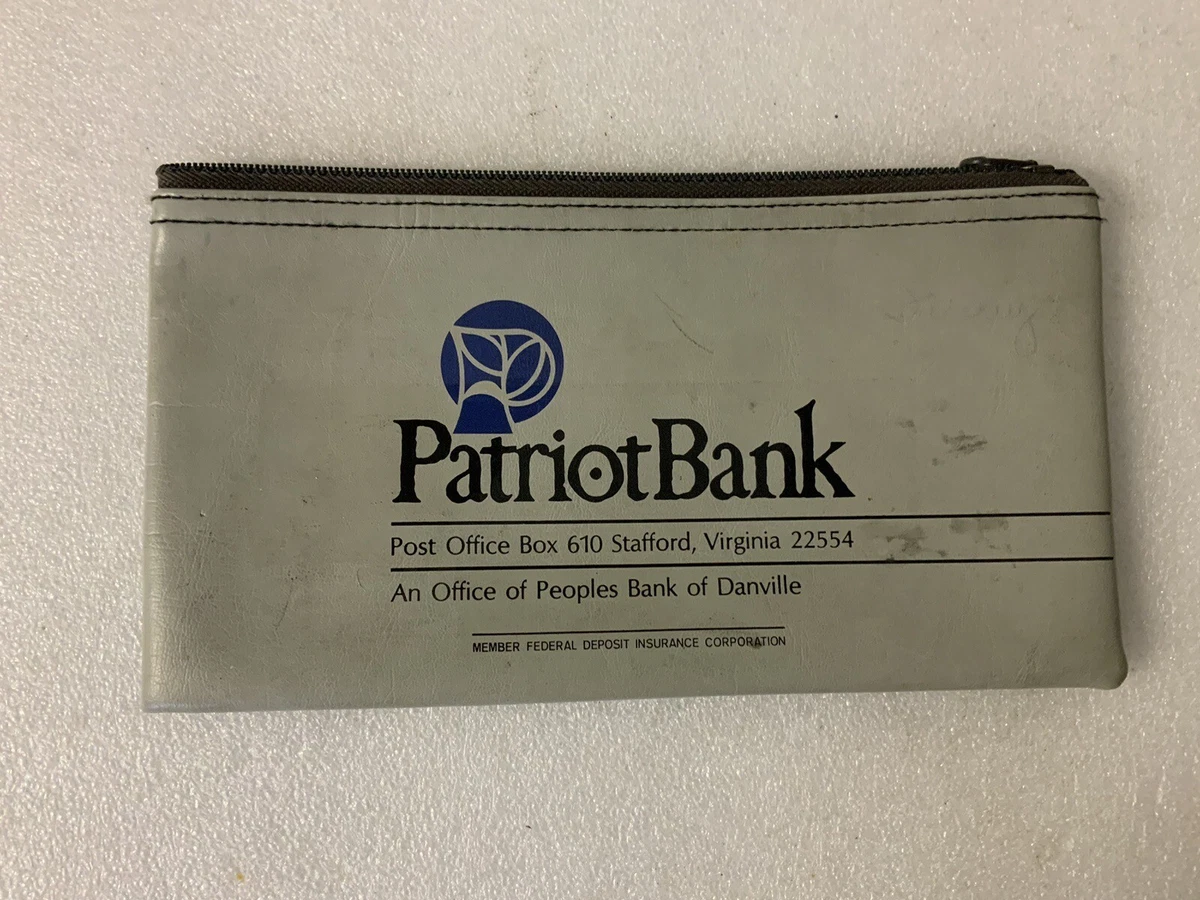 PatriotBank
Post Office Box 610 Stafford, Virginia 22554
An Office of Peoples Bank of Danville
MEMBER FEDERAL DEPOSIT INSURANCE CORPORATION